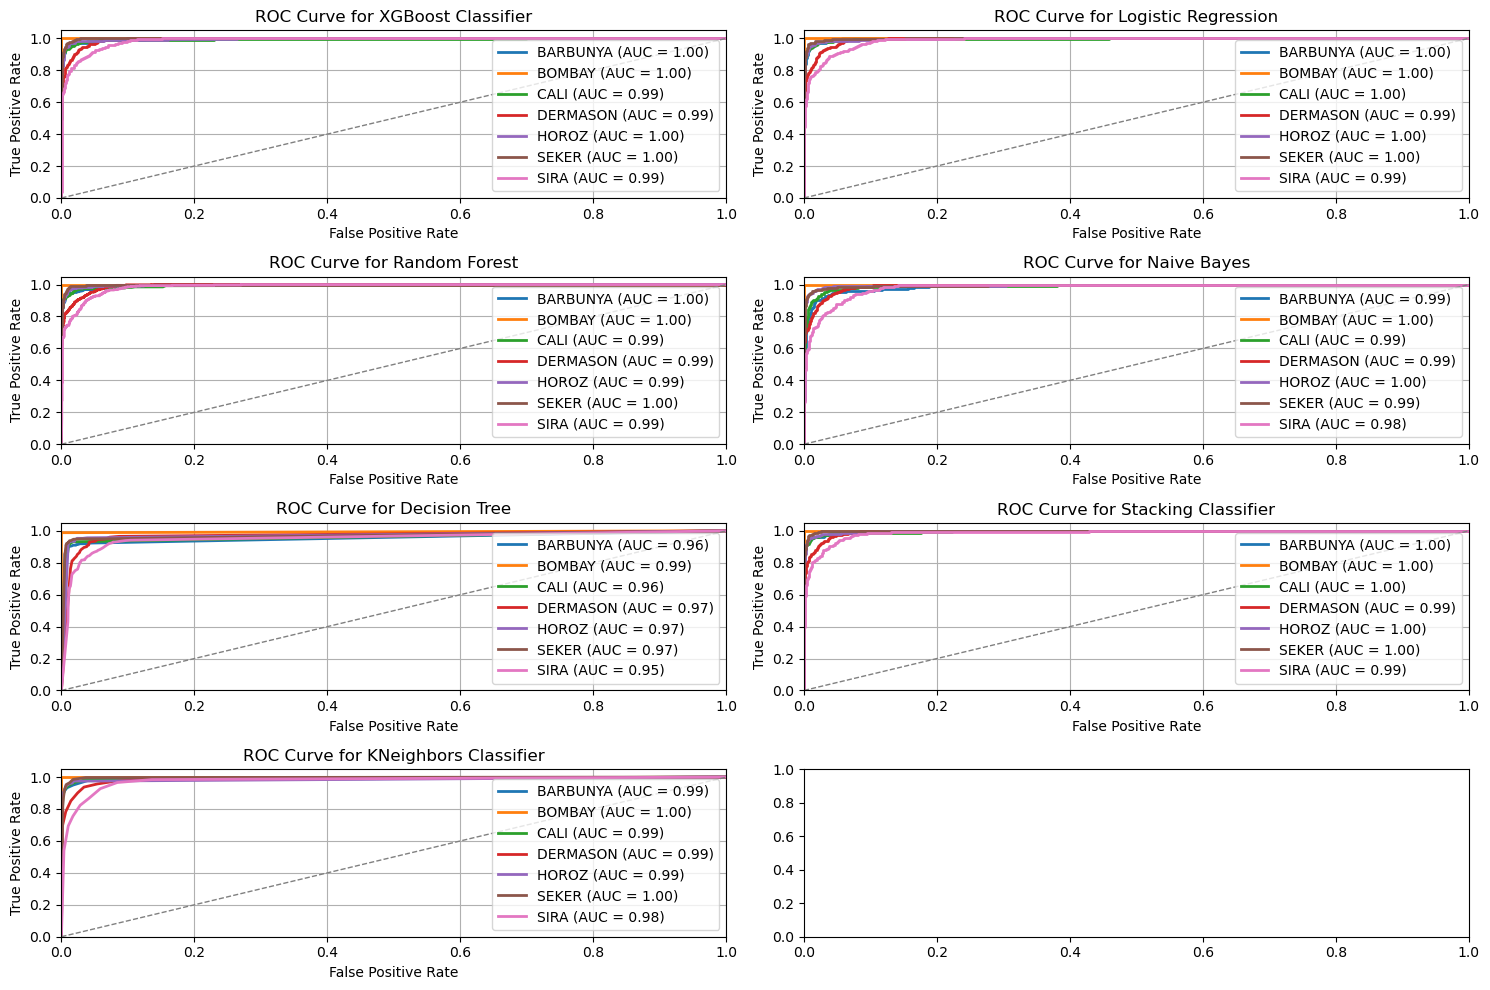 ROC Curve for XGBoost Classifier
True Positive Rate
1.0
0.8
0.6
0.4
0.2
0.0
BARBUNYA (AUC = 1.00)
BOMBAY (AUC = 1.00)
CALI (AUC = 0.99)
DERMASON (AUC = 0.99)
HOROZ (AUC = 1.00)
SEKER (AUC = 1.00)
SIRA (AUC = 0.99)
0.0 0.2 0.4 0.6 0.8 1.0
False Positive Rate
ROC Curve for Logistic Regression
True Positive Rate
1.0
0.8
0.6
0.4
0.2
0.0
BARBUNYA (AUC = 1.00)
BOMBAY (AUC = 1.00)
CALI (AUC = 1.00)
DERMASON (AUC = 0.99)
HOROZ (AUC = 1.00)
SEKER (AUC = 1.00)
SIRA (AUC = 0.99)
0.0 0.2 0.4 0.6 0.8 1.0
False Positive Rate
ROC Curve for Random Forest
True Positive Rate
1.0
0.8
0.6
0.4
0.2
0.0
BARBUNYA (AUC = 1.00)
BOMBAY (AUC = 1.00)
CALI (AUC = 0.99)
DERMASON (AUC = 0.99)
HOROZ (AUC = 0.99)
SEKER (AUC = 1.00)
SIRA (AUC = 0.99)
0.0 0.2 0.4 0.6 0.8 1.0
False Positive Rate
ROC Curve for Naive Bayes
True Positive Rate
1.0
0.8
0.6
0.4
0.2
0.0
BARBUNYA (AUC = 0.99)
BOMBAY (AUC = 1.00)
CALI (AUC = 0.99)
DERMASON (AUC = 0.99)
HOROZ (AUC = 1.00)
SEKER (AUC = 0.99)
SIRA (AUC = 0.98)
0.0 0.2 0.4 0.6 0.8 1.0
False Positive Rate
ROC Curve for Decision Tree
True Positive Rate
1.0
0.8
0.6
0.4
0.2
0.0
BARBUNYA (AUC = 0.96)
BOMBAY (AUC = 0.99)
CALI (AUC = 0.96)
DERMASON (AUC = 0.97)
HOROZ (AUC = 0.97)
SEKER (AUC = 0.97)
SIRA (AUC = 0.95)
0.0 0.2 0.4 0.6 0.8 1.0
False Positive Rate
ROC Curve for Stacking Classifier
True Positive Rate
1.0
0.8
0.6
0.4
0.2
0.0
BARBUNYA (AUC = 1.00)
BOMBAY (AUC = 1.00)
CALI (AUC = 1.00)
DERMASON (AUC = 0.99)
HOROZ (AUC = 1.00)
SEKER (AUC = 1.00)
SIRA (AUC = 0.99)
0.0 0.2 0.4 0.6 0.8 1.0
False Positive Rate
ROC Curve for KNeighbors Classifier
True Positive Rate
1.0
0.8
0.6
0.4
0.2
0.0
BARBUNYA (AUC = 0.99)
BOMBAY (AUC = 1.00)
CALI (AUC = 0.99)
DERMASON (AUC = 0.99)
HOROZ (AUC = 0.99)
SEKER (AUC = 1.00)
SIRA (AUC = 0.98)
0.0 0.2 0.4 0.6 0.8 1.0
False Positive Rate
1.0
0.8
0.6
0.4
0.2
0.0
0.0 0.2 0.4 0.6 0.8 1.0